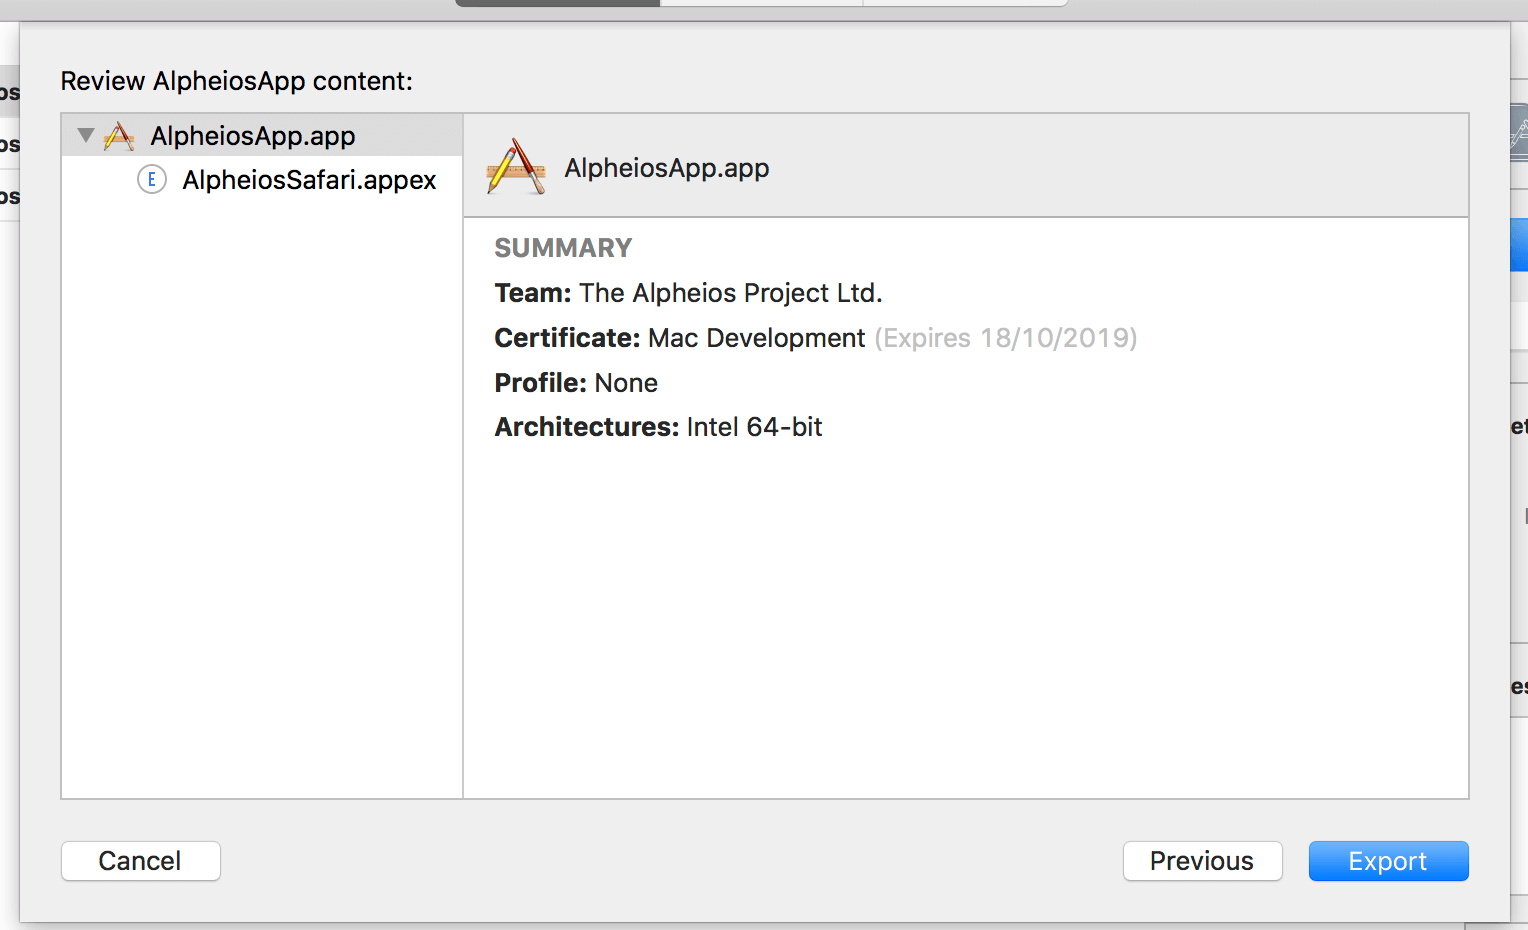 Review AlpheiosApp content:
AlpheiosApp.app
E AlpheiosSafari.appex
AlpheiosApp.app
SUMMARY
Team: The Alpheios Project Ltd.
Certificate: Mac Development (Expires 18/10/2019)
Profile: None
Architectures: Intel 64-bit
Cancel
Previous
Export